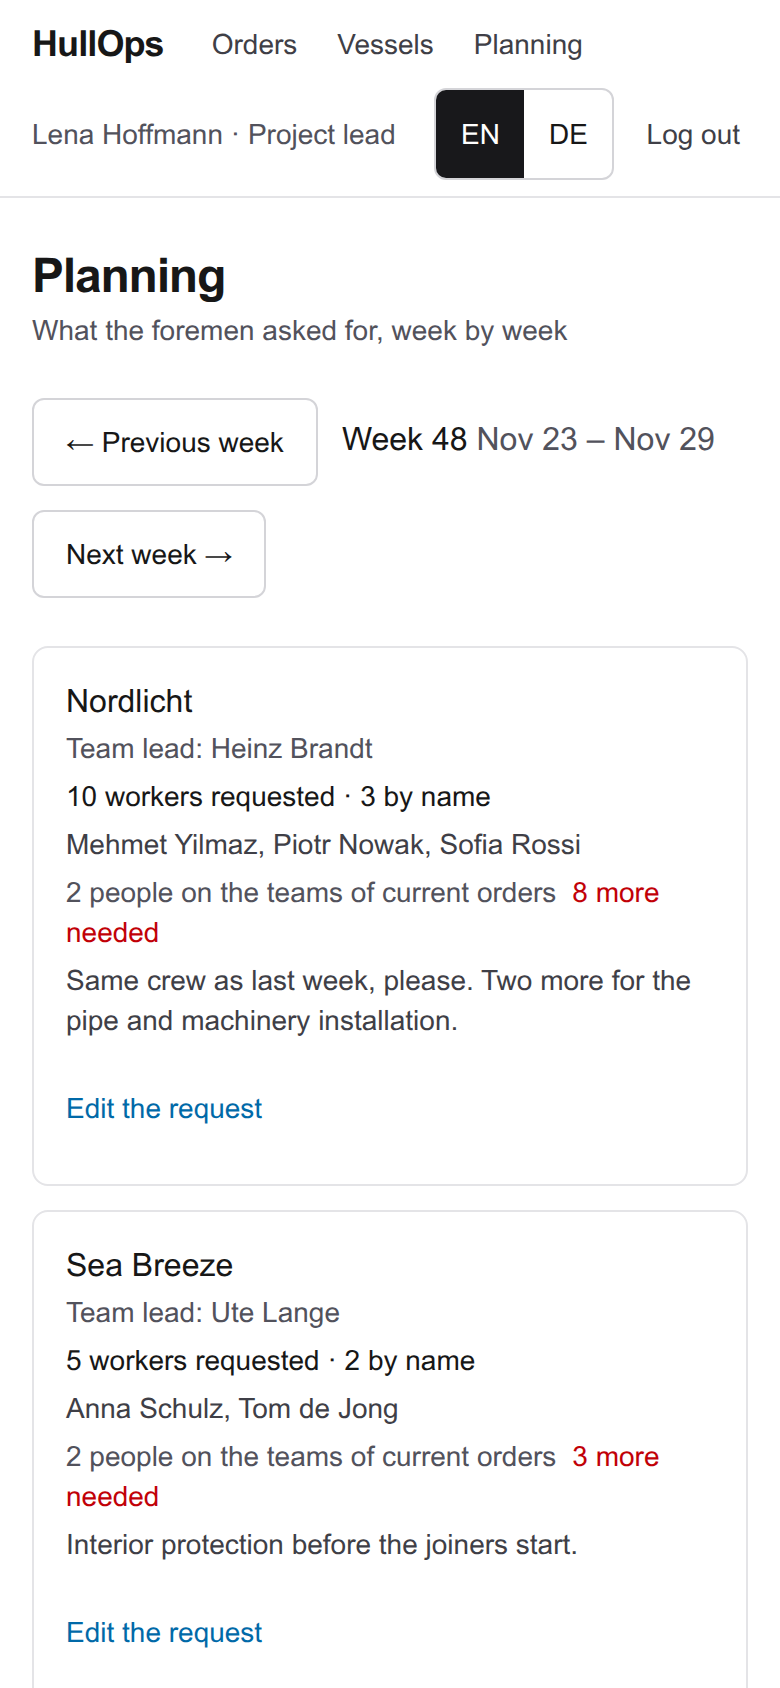 HullOps Orders Vessels Planning
Lena Hoffmann · Project lead EN DE Log out
Planning
What the foremen asked for, week by week
← Previous week Week 48 Nov 23 – Nov 29
Next week →
Nordlicht
Team lead: Heinz Brandt
10 workers requested · 3 by name
Mehmet Yilmaz, Piotr Nowak, Sofia Rossi
2 people on the teams of current orders 8 more
needed
Same crew as last week, please. Two more for the
pipe and machinery installation.
Edit the request
Sea Breeze
Team lead: Ute Lange
5 workers requested · 2 by name
Anna Schulz, Tom de Jong
2 people on the teams of current orders 3 more
needed
Interior protection before the joiners start.
Edit the request